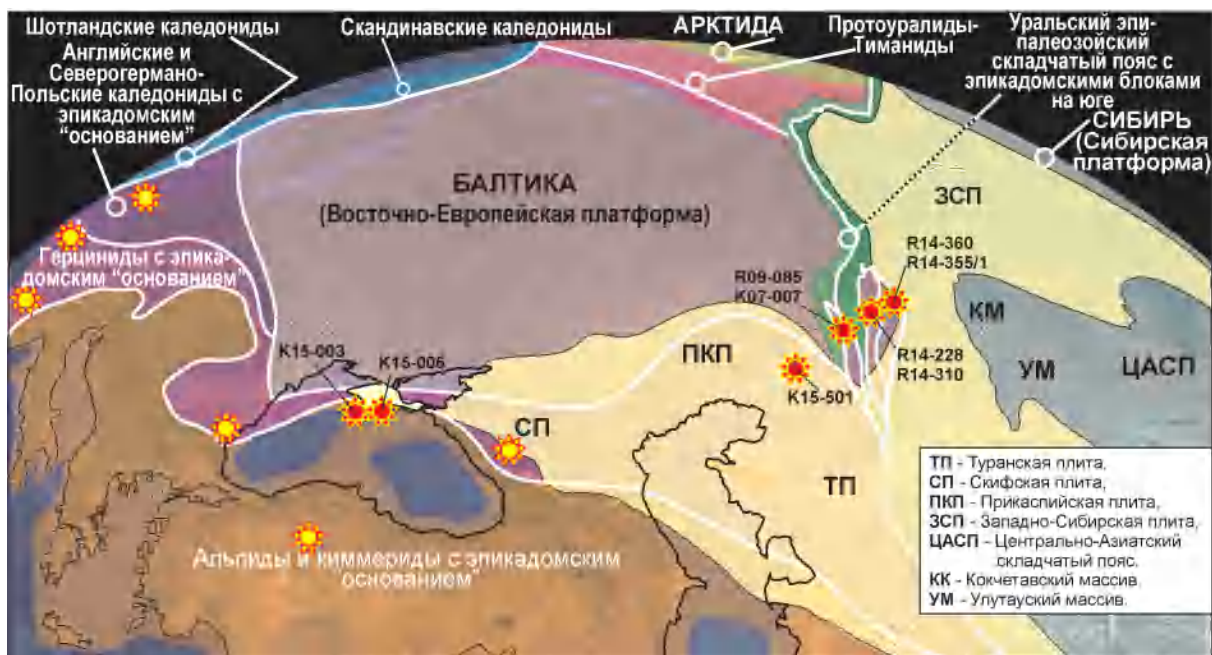 Шотландские каледониды
Английские и
Северогермано-
Польские каледониды с
эпикадомским
"основанием"
Скандинавские каледониды
АРКТИДА
Протоуралиды-
Тиманиды
Уральский эпи-
палеозойский
складчатый пояс с
эпикадомскими блоками
на юге
СИБИРЬ
(Сибирская
платформа)
БАЛТИКА
(Восточно-Европейская платформа)
ЗСП
Герциниды с эпика-
домским "основанием"
R14-360
R14-355/1
R09-085
K07-007
КМ
K15-003
K15-006
ПКП
R14-228
R14-310
УМ
ЦАСП
K15-501
СП
ТП
Альпиды и киммериды с эпикадомским
основанием"
ТП - Туранская плита,
СП - Скифская плита,
ПКП - Прикаспийская плита,
ЗСП - Западно-Сибирская плита,
ЦАСП - Центрально-Азиатский
складчатый пояс.
КК - Кокчетавский массив.
УМ - Улутауский массив.